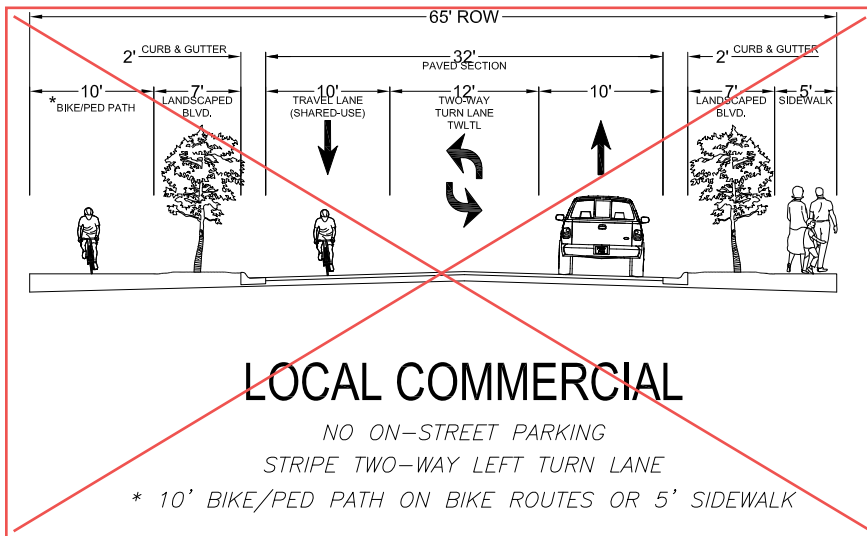 65' ROW
2' CURB & GUTTER
32'
PAVED SECTION
2' CURB & GUTTER
10'
7'
10'
12'
10'
7'
5'
* BIKE/PED PATH
LANDSCAPED
BLVD.
TRAVEL LANE
(SHARED-USE)
TWO-WAY
TURN LANE
TWLTL
LANDSCAPED
BLVD.
SIDEWALK
LOCAL COMMERCIAL
NO ON-STREET PARKING
STRIPE TWO-WAY LEFT TURN LANE
* 10' BIKE/PED PATH ON BIKE ROUTES OR 5' SIDEWALK